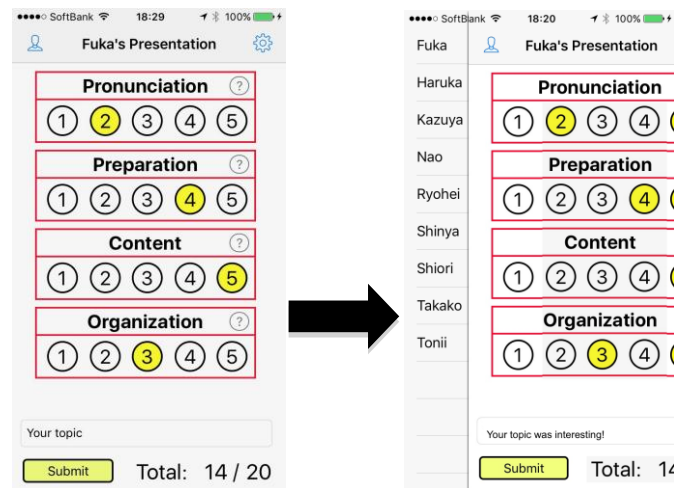 SoftBank 18:29 100%
Fuka's Presentation
Pronunciation ?
1 2 3 4 5
Preparation ?
1 2 3 4 5
Content ?
1 2 3 4 5
Organization ?
1 2 3 4 5
Your topic
Submit Total: 14 / 20
SoftBank 18:20 100%
Fuka
Haruka
Kazuya
Nao
Ryohei
Shinya
Shiori
Takako
Tonii
Fuka's Presentation
Pronunciation
1 2 3 4
Preparation
1 2 3 4
Content
1 2 3 4
Organization
1 2 3 4
Your topic was interesting!
Submit Total: 14